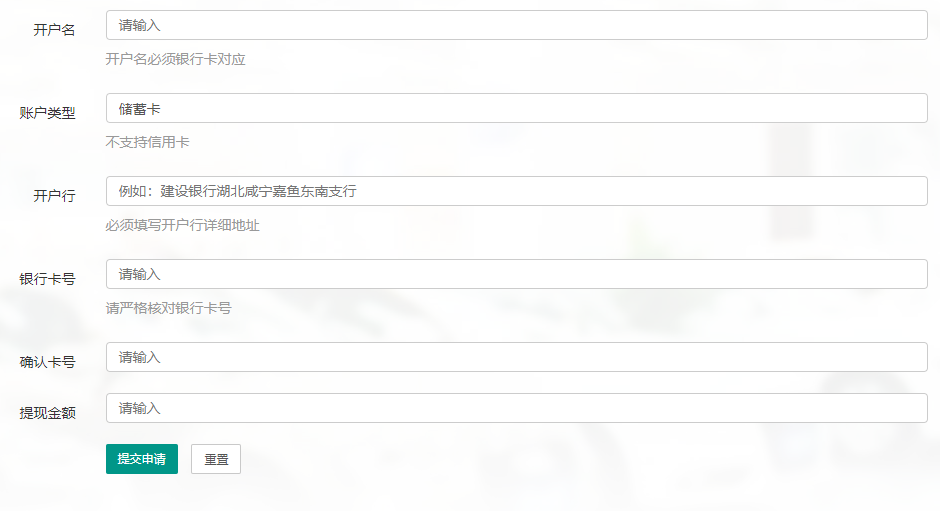 开户名 请输入
开户名必须银行卡对应
账户类型 储蓄卡
不支持信用卡
开户行 例如：建设银行湖北咸宁嘉鱼东南支行
必须填写开户行详细地址
银行卡号 请输入
请严格核对银行卡号
确认卡号 请输入
提现金额 请输入
提交申请 重置